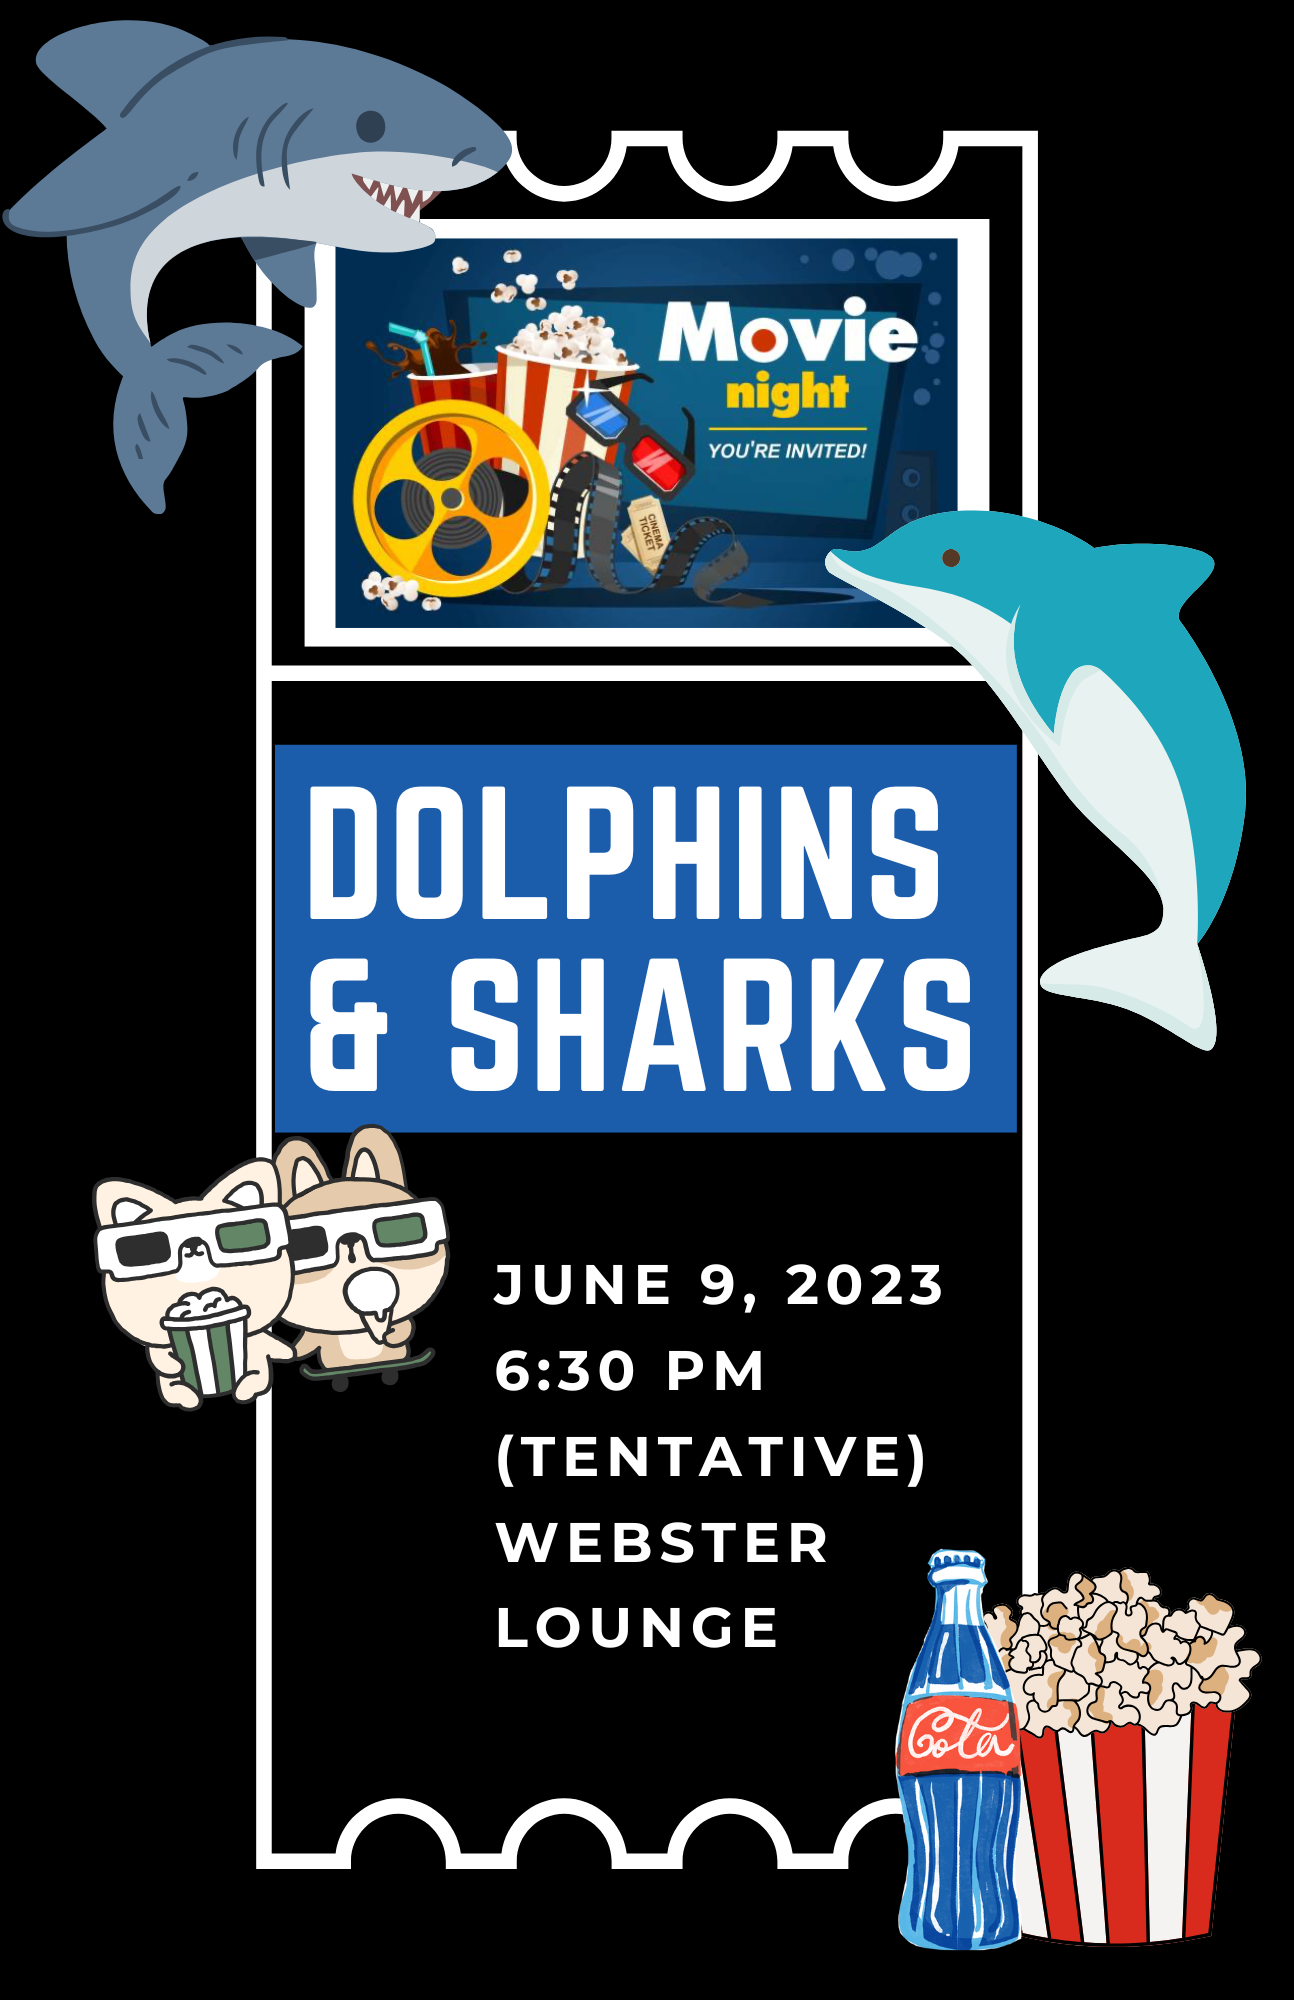 Movie
night
YOU'RE INVITED!
CINEMA
TICKET
DOLPHINS
& SHARKS
JUNE 9, 2023
6:30 PM
(TENTATIVE)
WEBSTER
LOUNGE
Cola